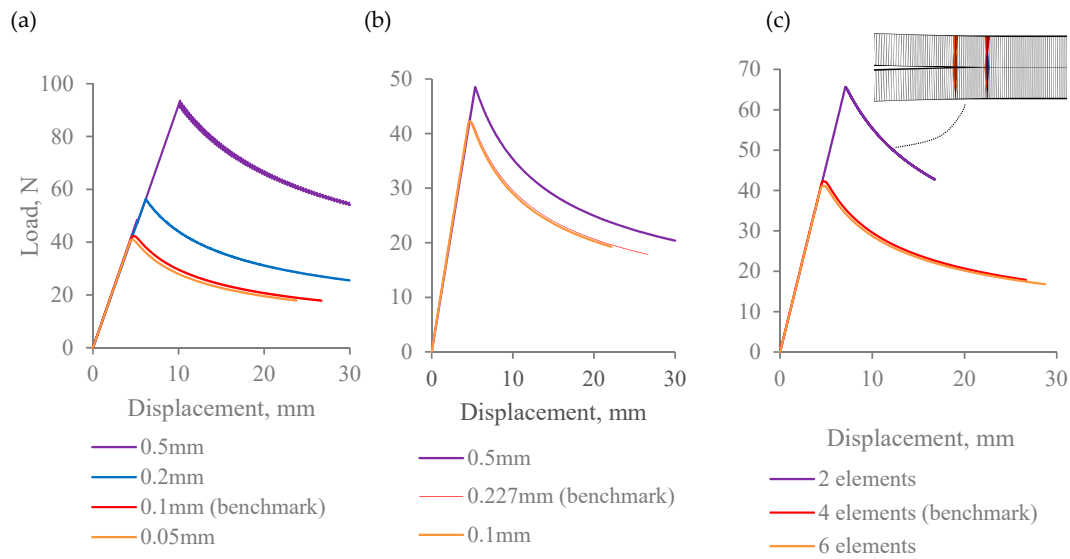 (a)
Load, N
100
80
60
40
20
0
0 10 20 30
Displacement, mm
0.5mm
0.2mm
0.1mm (benchmark)
0.05mm
(b)
50
40
30
20
10
0
0 10 20 30
Displacement, mm
0.5mm
0.227mm (benchmark)
0.1mm
(c)
70
60
50
40
30
20
10
0
0 10 20 30
Displacement, mm
2 elements
4 elements (benchmark)
6 elements